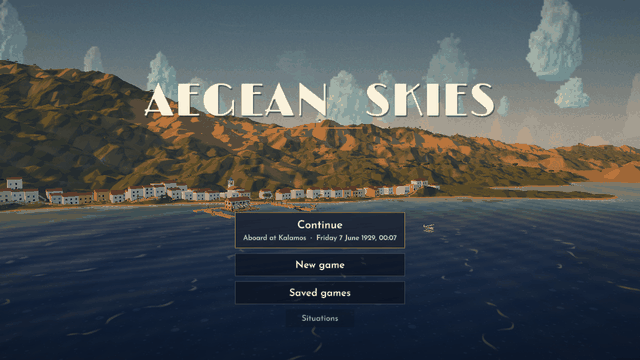 AEGEAN SKIES
Continue
Aboard at Kalamos · Friday 7 June 1929, 00:07
New game
Saved games
Situations